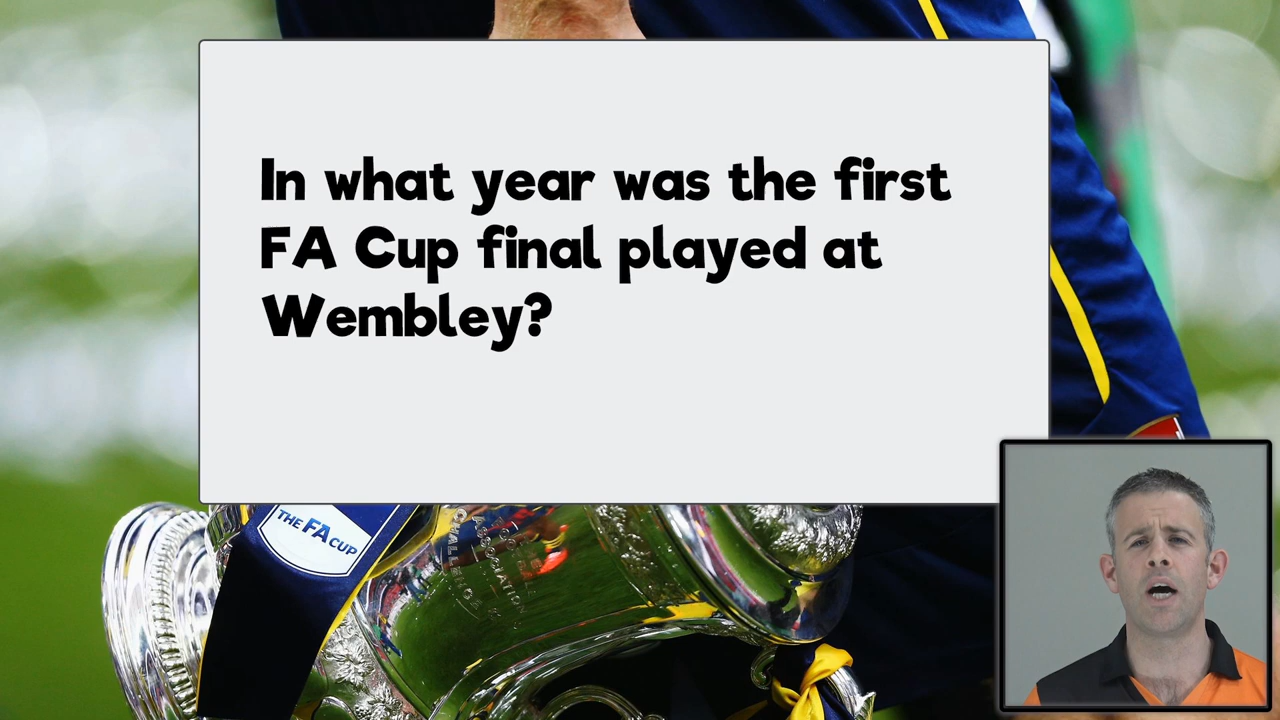 In what year was the first
FA Cup final played at
Wembley?
THE FA CUP